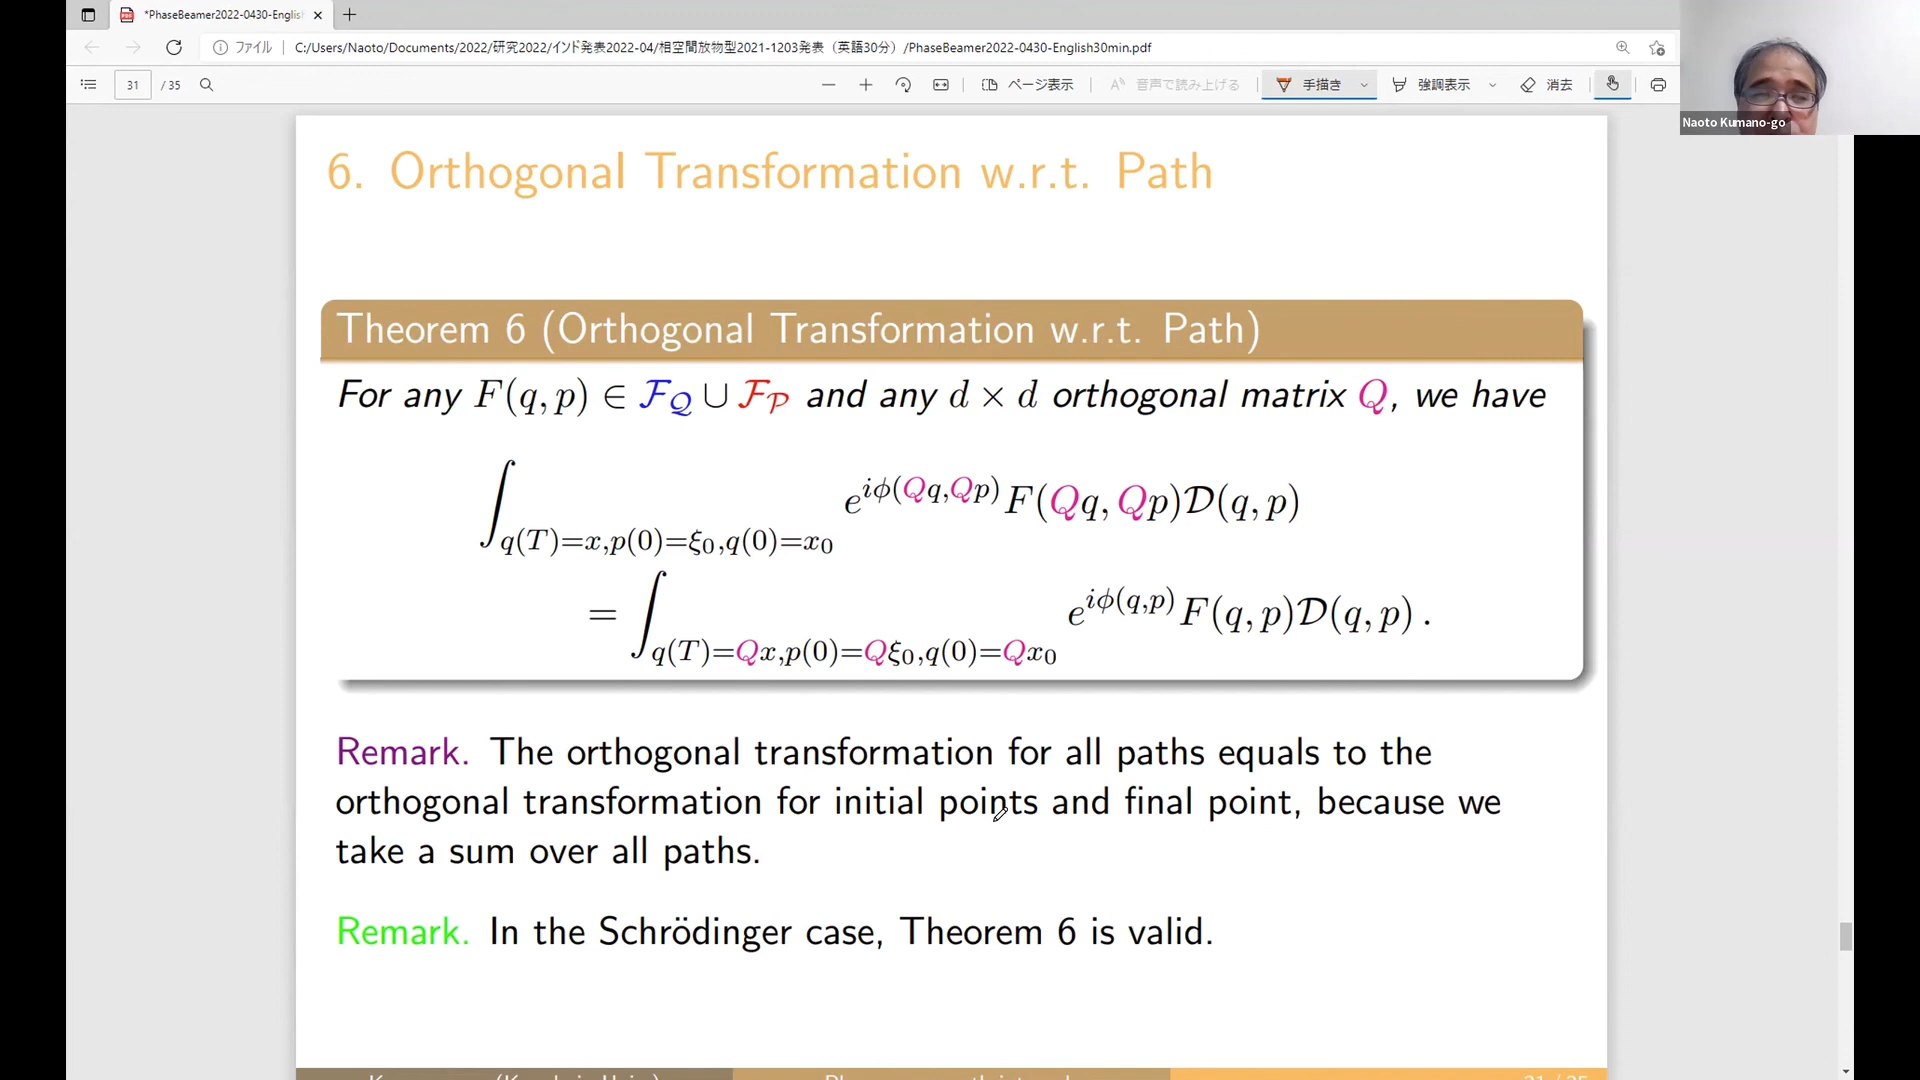 *PhaseBeamer2022-0430-English
ファイル C:/Users/Naoto/Documents/2022/研究2022/インド発表2022-04/相空間放物型2021-1203発表（英語30分）/PhaseBeamer2022-0430-English30min.pdf
31 / 35 ページ表示 音声で読み上げる 手描き 強調表示 消去
Naoto Kumano-go
6. Orthogonal Transformation w.r.t. Path
Theorem 6 (Orthogonal Transformation w.r.t. Path)
For any F(q, p) ∈ 𝓕_𝒬 ∪ 𝓕_𝒫 and any d × d orthogonal matrix Q, we have
∫_{q(T)=x,p(0)=ξ₀,q(0)=x₀} e^{iϕ(Qq,Qp)} F(Qq, Qp)𝒟(q, p)
= ∫_{q(T)=Qx,p(0)=Qξ₀,q(0)=Qx₀} e^{iϕ(q,p)} F(q, p)𝒟(q, p) .
Remark. The orthogonal transformation for all paths equals to the
orthogonal transformation for initial points and final point, because we
take a sum over all paths.
Remark. In the Schrödinger case, Theorem 6 is valid.